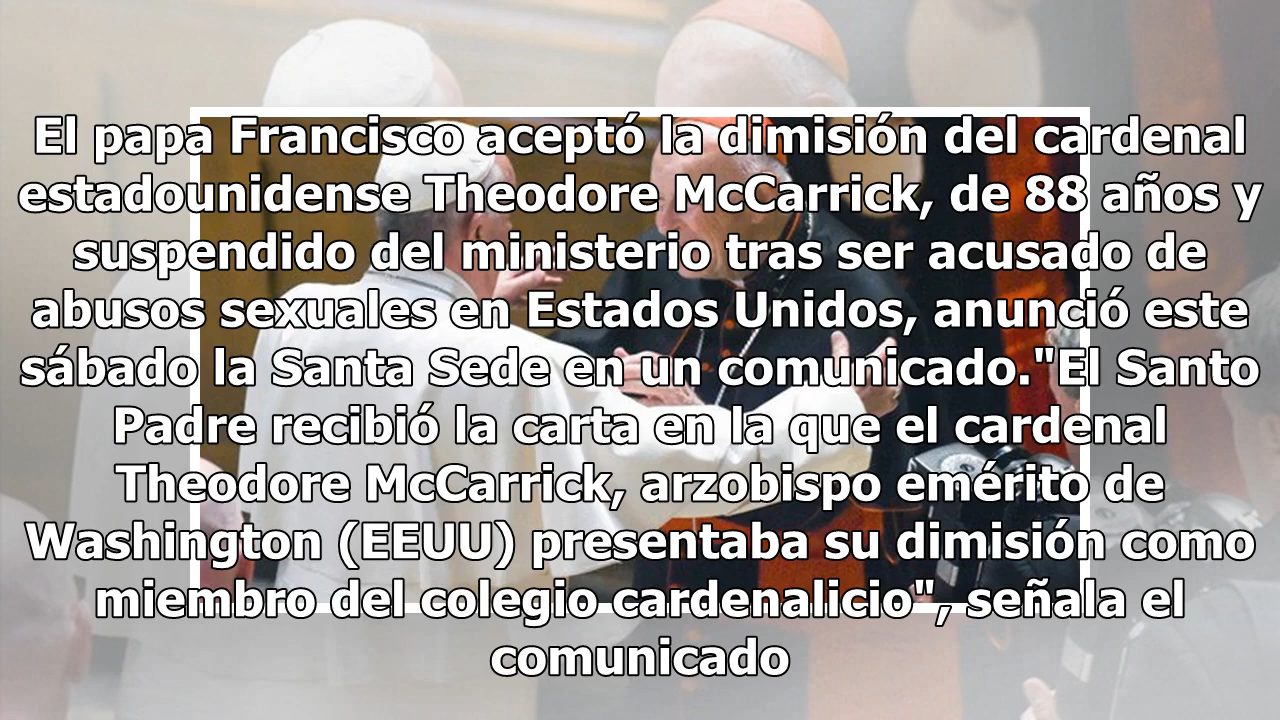 El papa Francisco aceptó la dimisión del cardenal
estadounidense Theodore McCarrick, de 88 años y
suspendido del ministerio tras ser acusado de
abusos sexuales en Estados Unidos, anunció este
sábado la Santa Sede en un comunicado."El Santo
Padre recibió la carta en la que el cardenal
Theodore McCarrick, arzobispo emérito de
Washington (EEUU) presentaba su dimisión como
miembro del colegio cardenalicio", señala el
comunicado